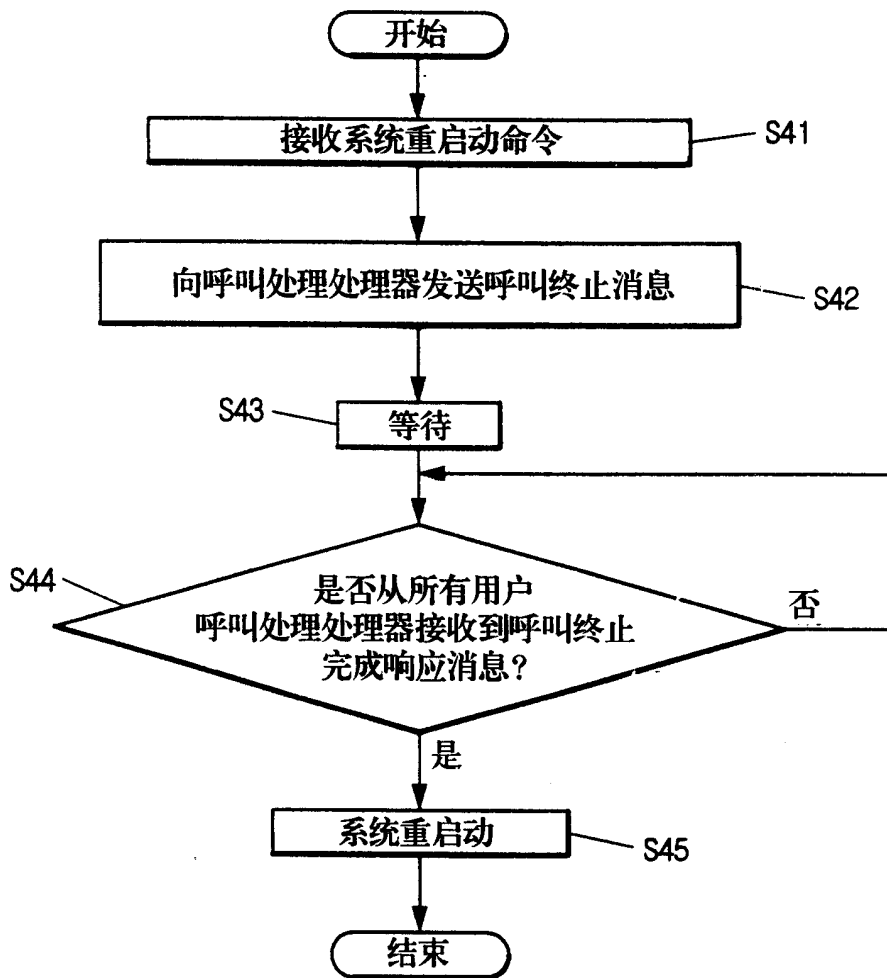 开始
接收系统重启动命令
S41
向呼叫处理处理器发送呼叫终止消息
S42
S43
等待
S44
是否从所有用户
呼叫处理处理器接收到呼叫终止
完成响应消息?
否
是
系统重启动
S45
结束